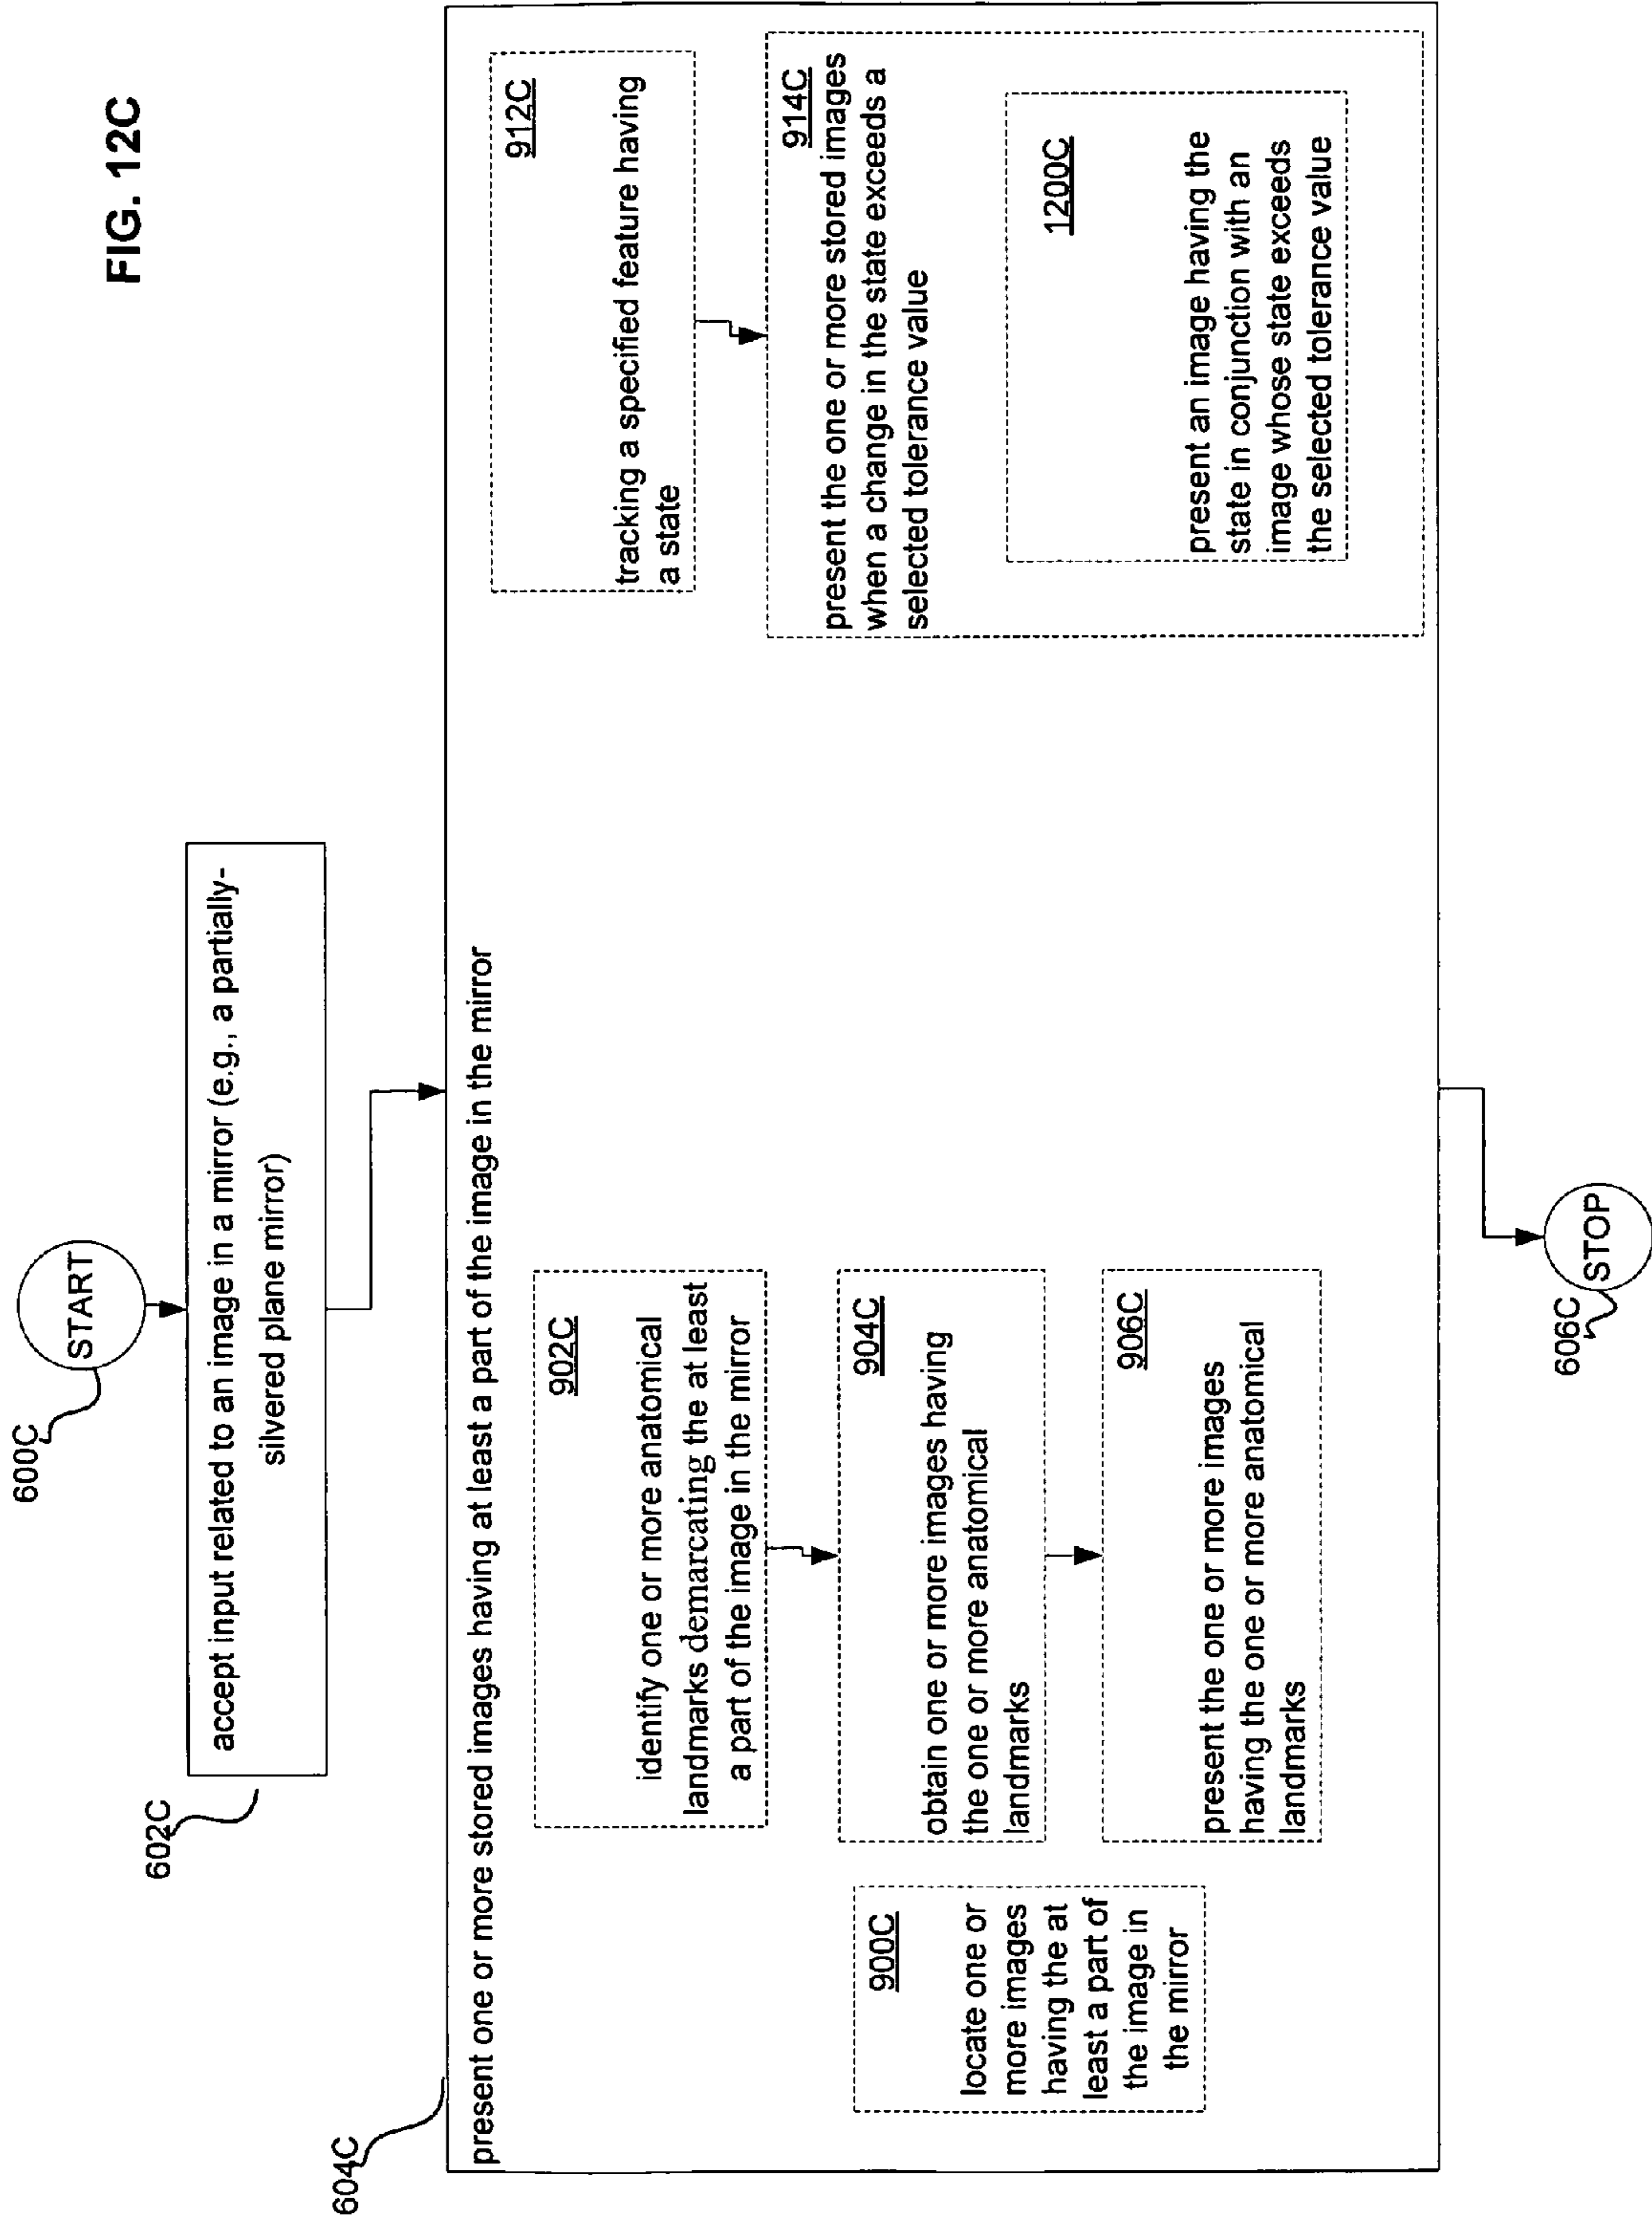 FIG. 12C
600C
START
602C
accept input related to an image in a mirror (e.g., a partially-
silvered plane mirror)
604C
present one or more stored images having at least a part of the image in the mirror
900C
locate one or
more images
having the at
least a part of
the image in
the mirror
902C
identify one or more anatomical
landmarks demarcating the at least
a part of the image in the mirror
904C
obtain one or more images having
the one or more anatomical
landmarks
906C
present the one or more images
having the one or more anatomical
landmarks
912C
tracking a specified feature having
a state
914C
present the one or more stored images
when a change in the state exceeds a
selected tolerance value
1200C
present an image having the
state in conjunction with an
image whose state exceeds
the selected tolerance value
606C
STOP